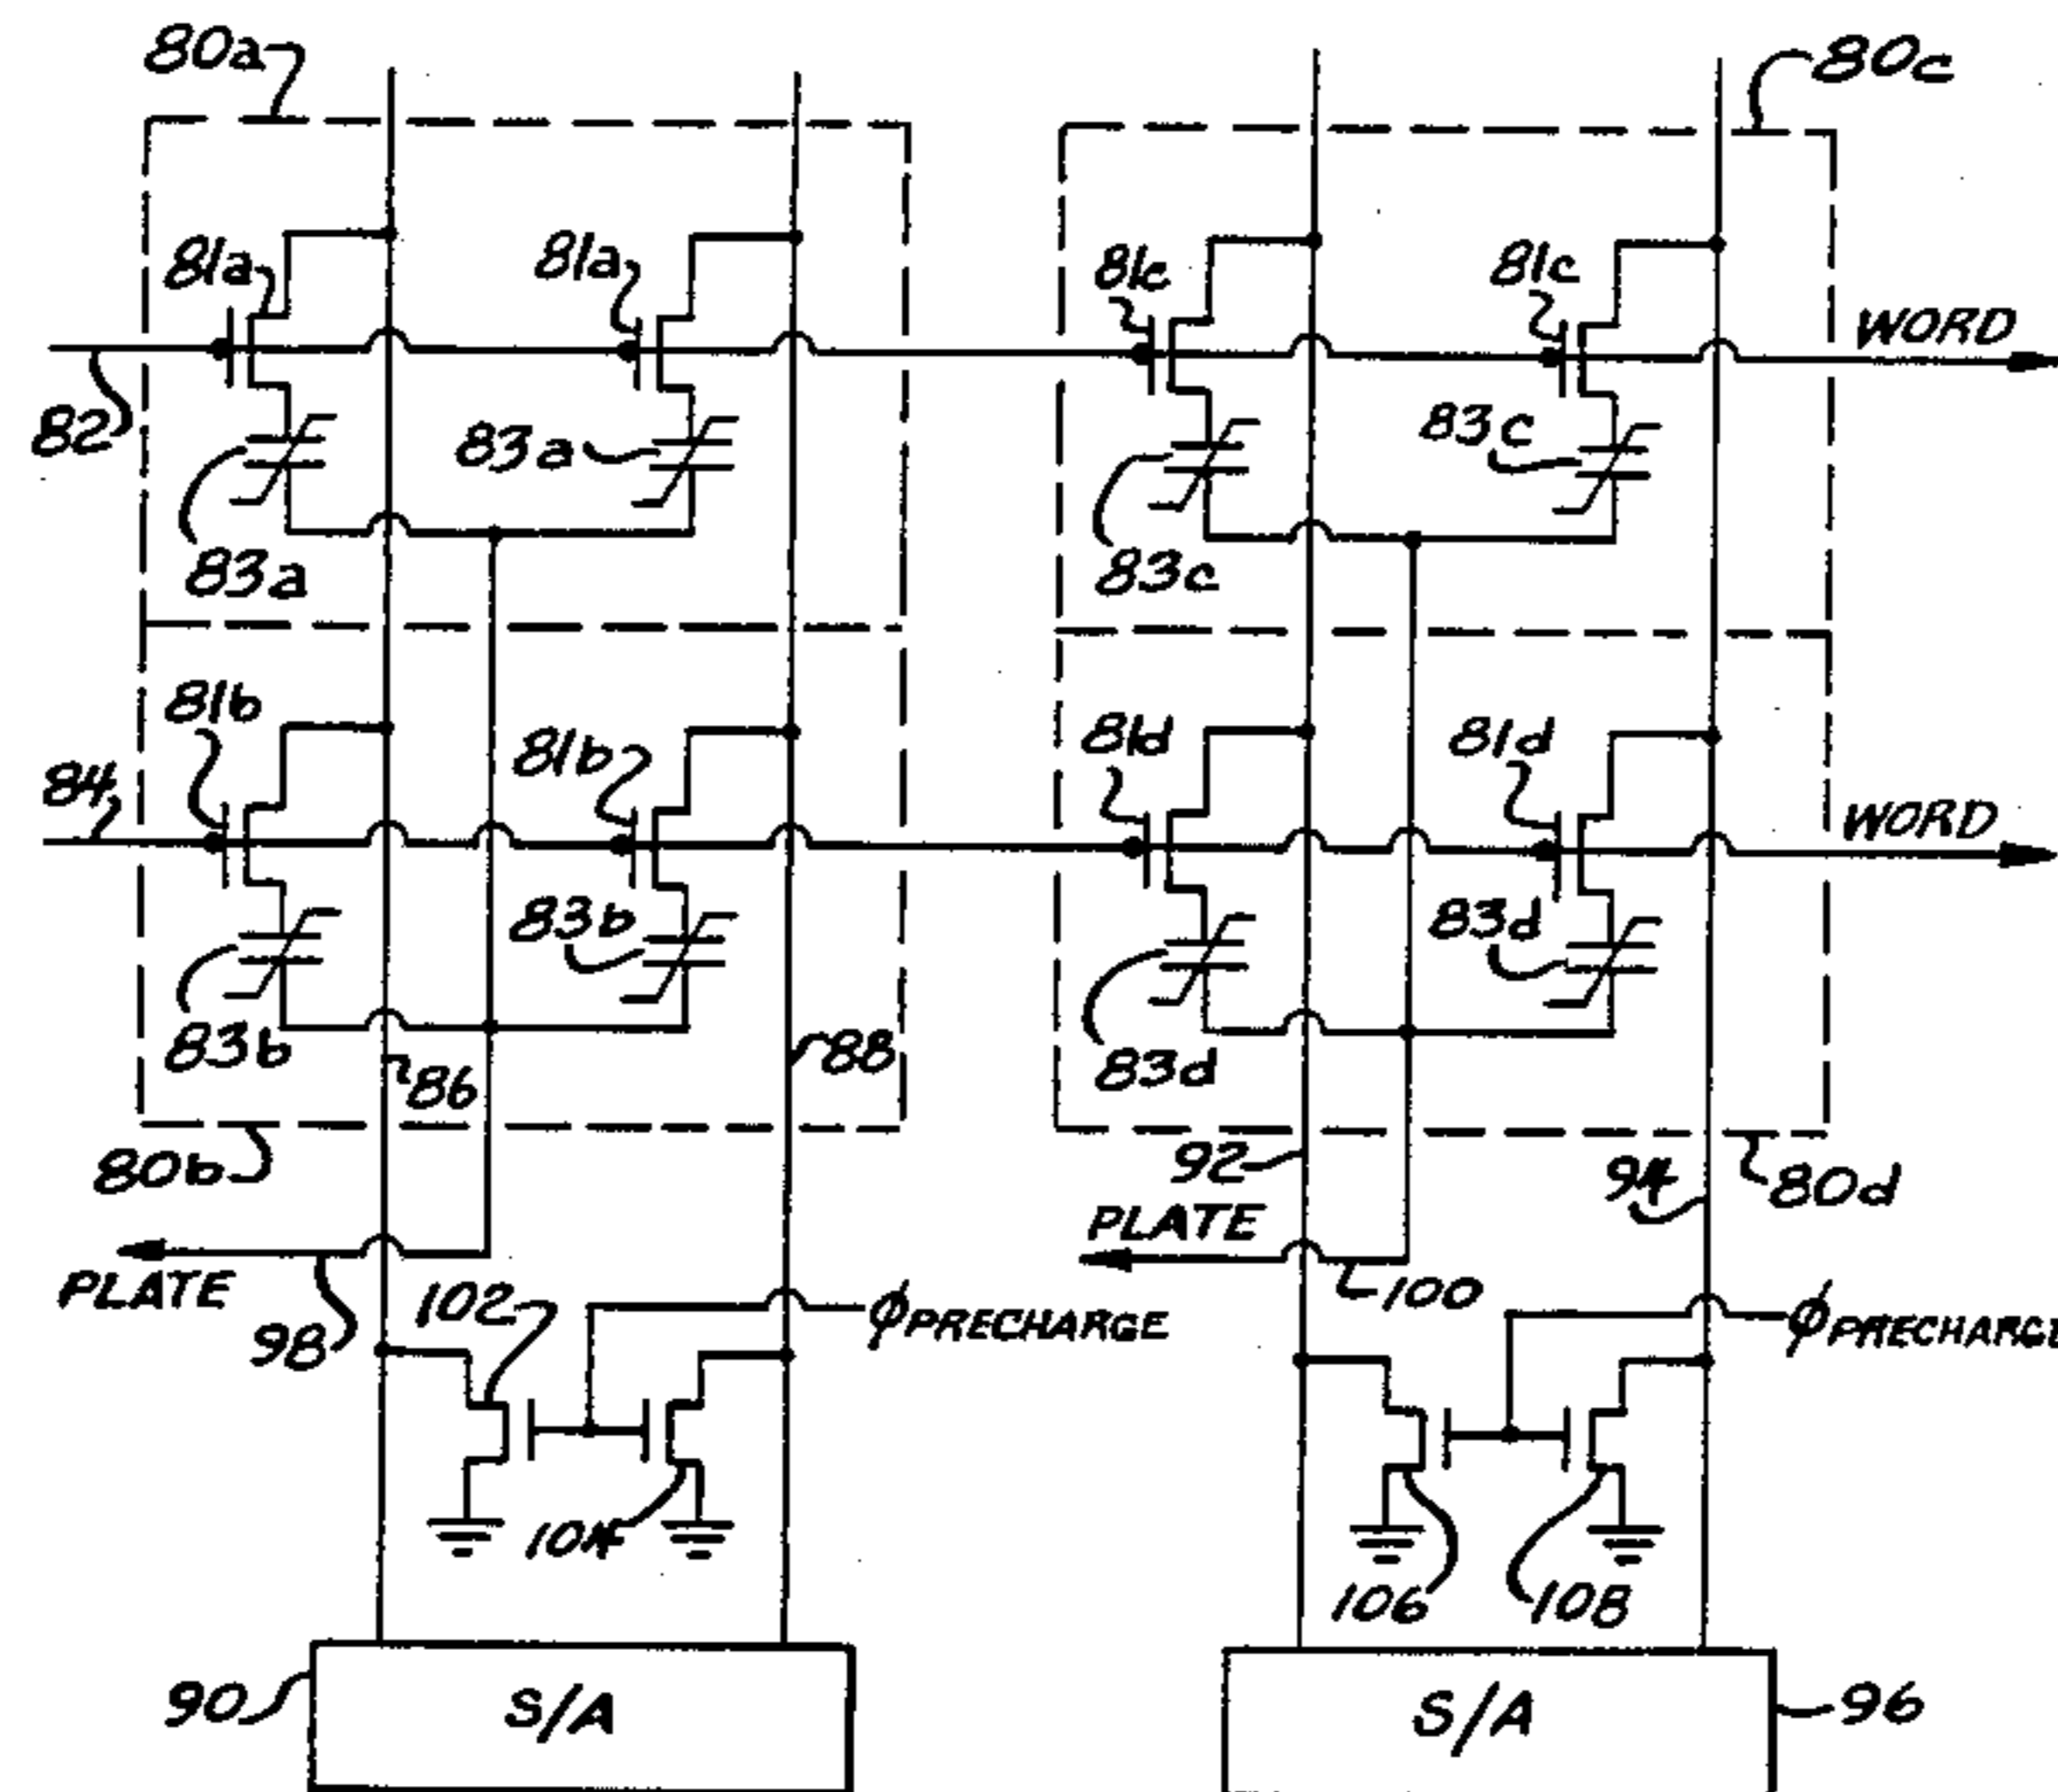 80a
80c
81a
81a
81c
81c
WORD
82
83a
83c
83a
83c
81b
81b
81d
81d
84
WORD
83b
83d
83b
88
83d
86
80b
92
94
80d
PLATE
PLATE
102
100
98
ϕPRECHARGE
ϕPRECHARGE
104
106
108
90
S/A
S/A
96